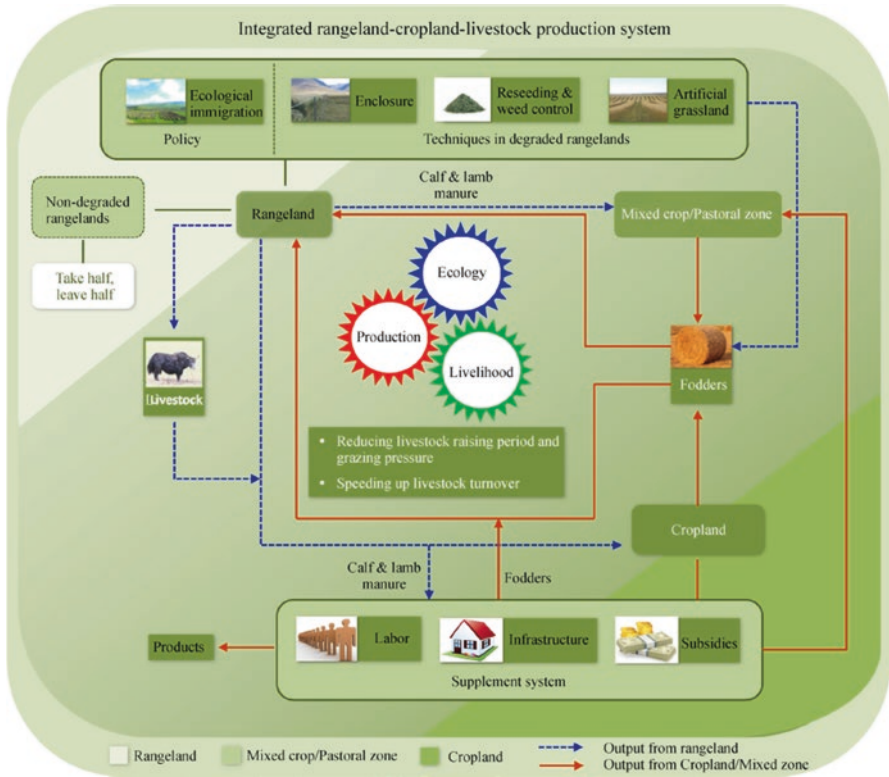 Integrated rangeland-cropland-livestock production system
Ecological
immigration
Policy
Enclosure
Reseeding &
weed control
Artificial
grassland
Techniques in degraded rangelands
Non-degraded
rangelands
Take half,
leave half
Rangeland
Calf & lamb
manure
Mixed crop/Pastoral zone
Ecology
Production
Livelihood
Livestock
Fodders
• Reducing livestock raising period and
grazing pressure
• Speeding up livestock turnover
Cropland
Calf & lamb
manure
Fodders
Products
Labor
Infrastructure
Subsidies
Supplement system
Rangeland
Mixed crop/Pastoral zone
Cropland
Output from rangeland
Output from Cropland/Mixed zone